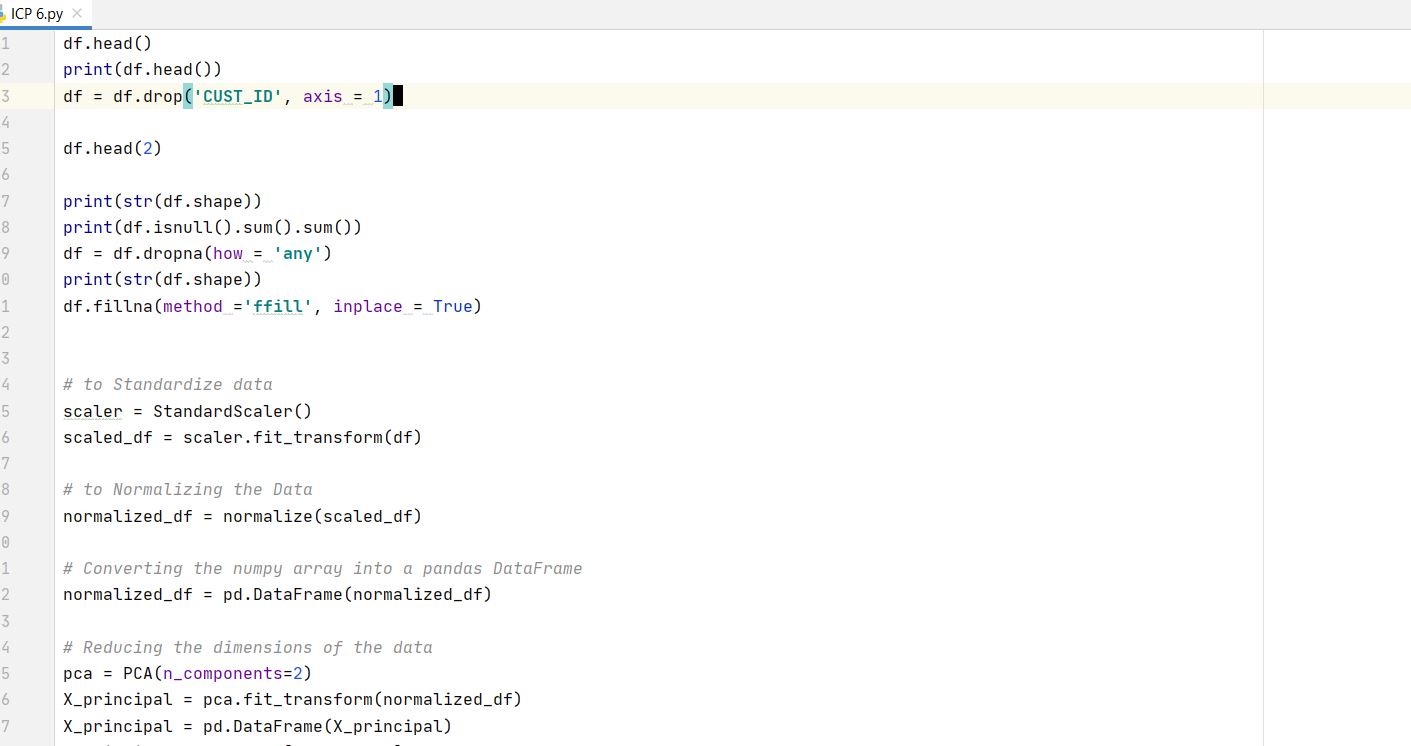 ICP 6.py
1 df.head()
2 print(df.head())
3 df = df.drop('CUST_ID', axis = 1)
4
5 df.head(2)
6
7 print(str(df.shape))
8 print(df.isnull().sum().sum())
9 df = df.dropna(how = 'any')
0 print(str(df.shape))
1 df.fillna(method ='ffill', inplace = True)
2
3
4 # to Standardize data
5 scaler = StandardScaler()
6 scaled_df = scaler.fit_transform(df)
7
8 # to Normalizing the Data
9 normalized_df = normalize(scaled_df)
0
1 # Converting the numpy array into a pandas DataFrame
2 normalized_df = pd.DataFrame(normalized_df)
3
4 # Reducing the dimensions of the data
5 pca = PCA(n_components=2)
6 X_principal = pca.fit_transform(normalized_df)
7 X_principal = pd.DataFrame(X_principal)